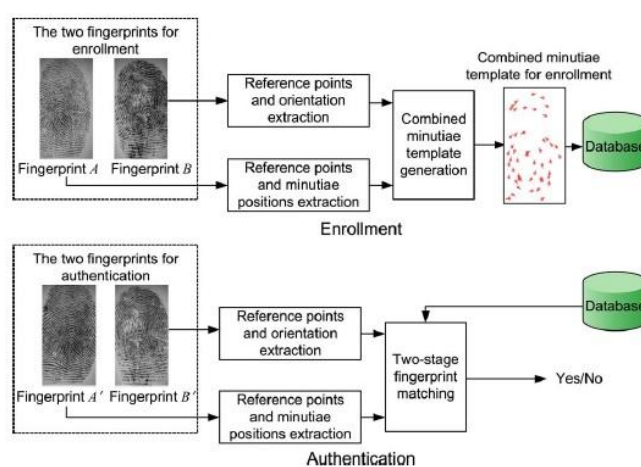 The two fingerprints for
enrollment
Fingerprint A
Fingerprint B
Reference points
and orientation
extraction
Reference points
and minutiae
positions extraction
Combined
minutiae
template
generation
Combined minutiae
template for enrollment
Database
Enrollment
The two fingerprints for
authentication
Fingerprint A'
Fingerprint B'
Reference points
and orientation
extraction
Reference points
and minutiae
positions extraction
Two-stage
fingerprint
matching
Database
Yes/No
Authentication